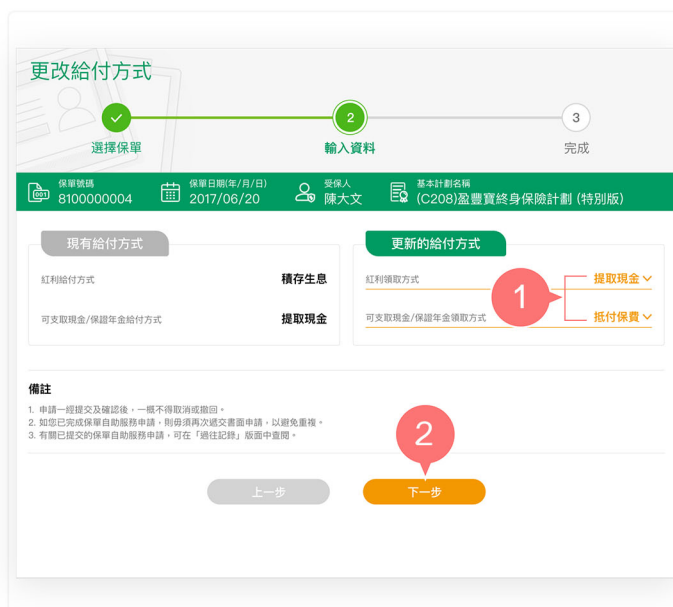 更改給付方式
2
3
選擇保單
輸入資料
完成
001
保單號碼
8100000004
保單日期(年/月/日)
2017/06/20
受保人
陳大文
基本計劃名稱
(C208)盈豐寶終身保險計劃 (特別版)
現有給付方式
紅利給付方式
積存生息
可支取現金/保證年金給付方式
提取現金
更新的給付方式
紅利領取方式
提取現金
可支取現金/保證年金領取方式
抵付保費
1
備註
1. 申請一經提交及確認後,一概不得取消或撤回。
2. 如您已完成保單自助服務申請,則毋須再次遞交書面申請,以避免重複。
3. 有關已提交的保單自助服務申請,可在「過往記錄」版面中查閱。
2
上一步
下一步